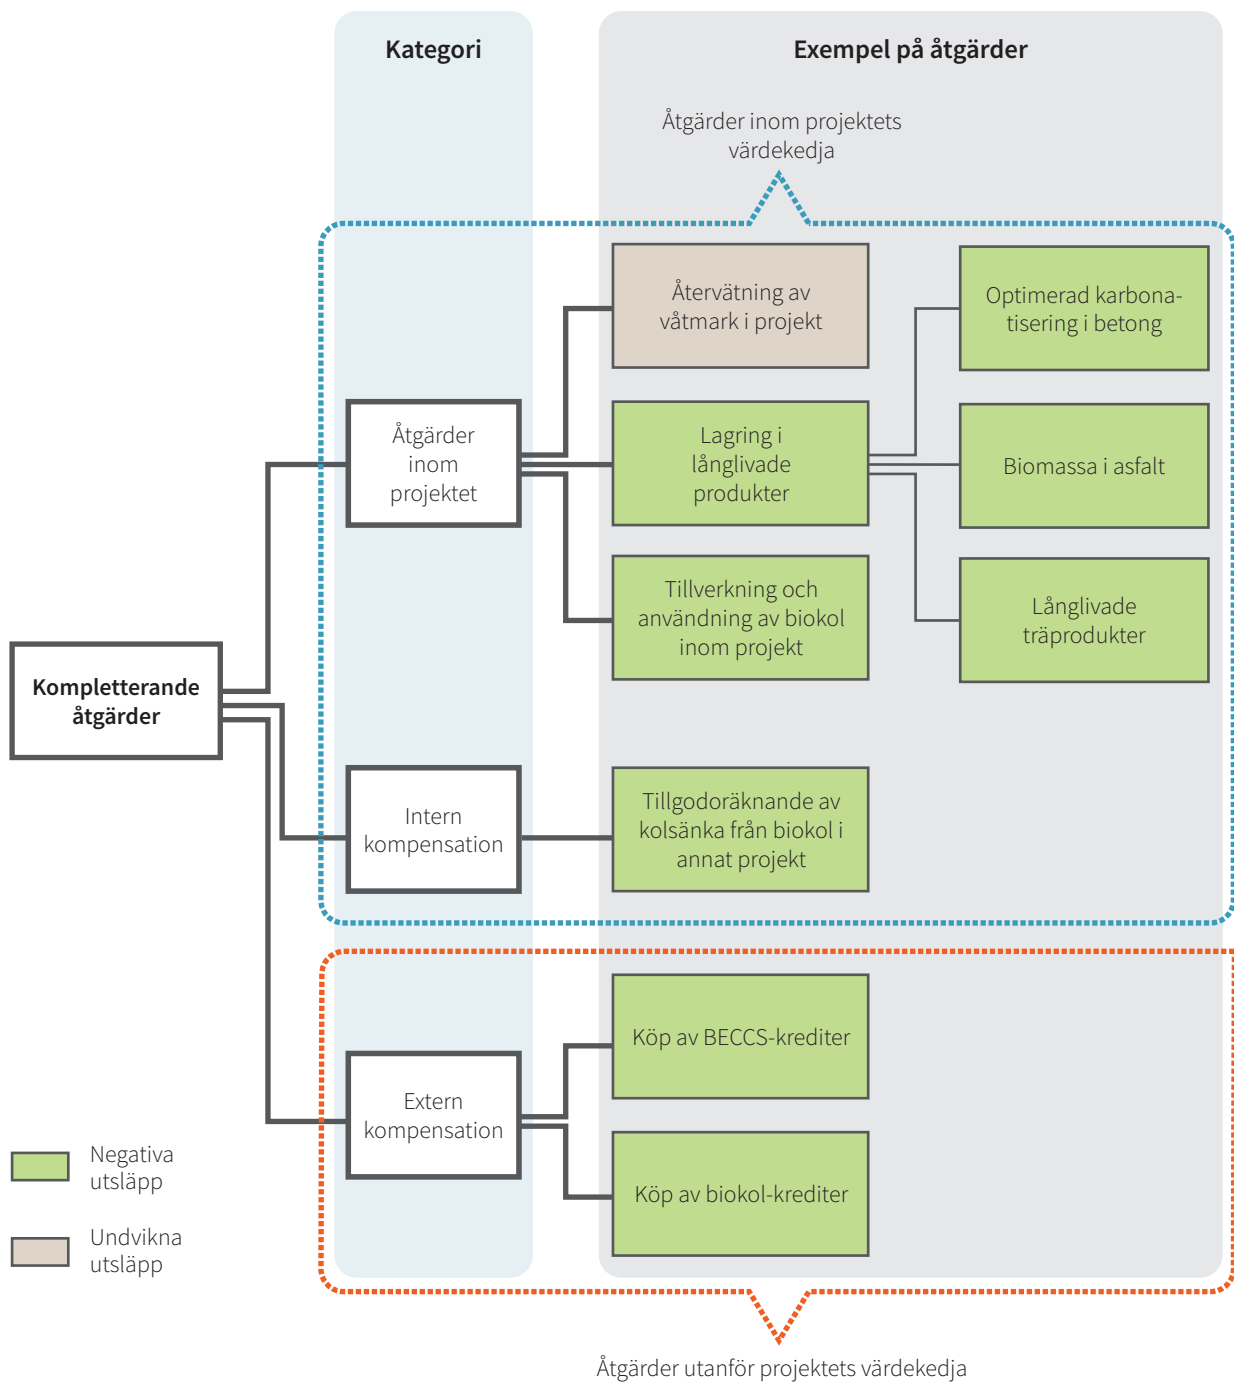 Kategori
Exempel på åtgärder
Åtgärder inom projektets
värdekedja
Återvätning av
våtmark i projekt
Optimerad karbona-
tisering i betong
Åtgärder
inom
projektet
Lagring i
långlivade
produkter
Biomassa i asfalt
Tillverkning och
användning av biokol
inom projekt
Långlivade
träprodukter
Kompletterande
åtgärder
Intern
kompensation
Tillgodoräknande av
kolsänka från biokol i
annat projekt
Köp av BECCS-krediter
Extern
kompensation
Köp av biokol-krediter
Negativa
utsläpp
Undvikna
utsläpp
Åtgärder utanför projektets värdekedja